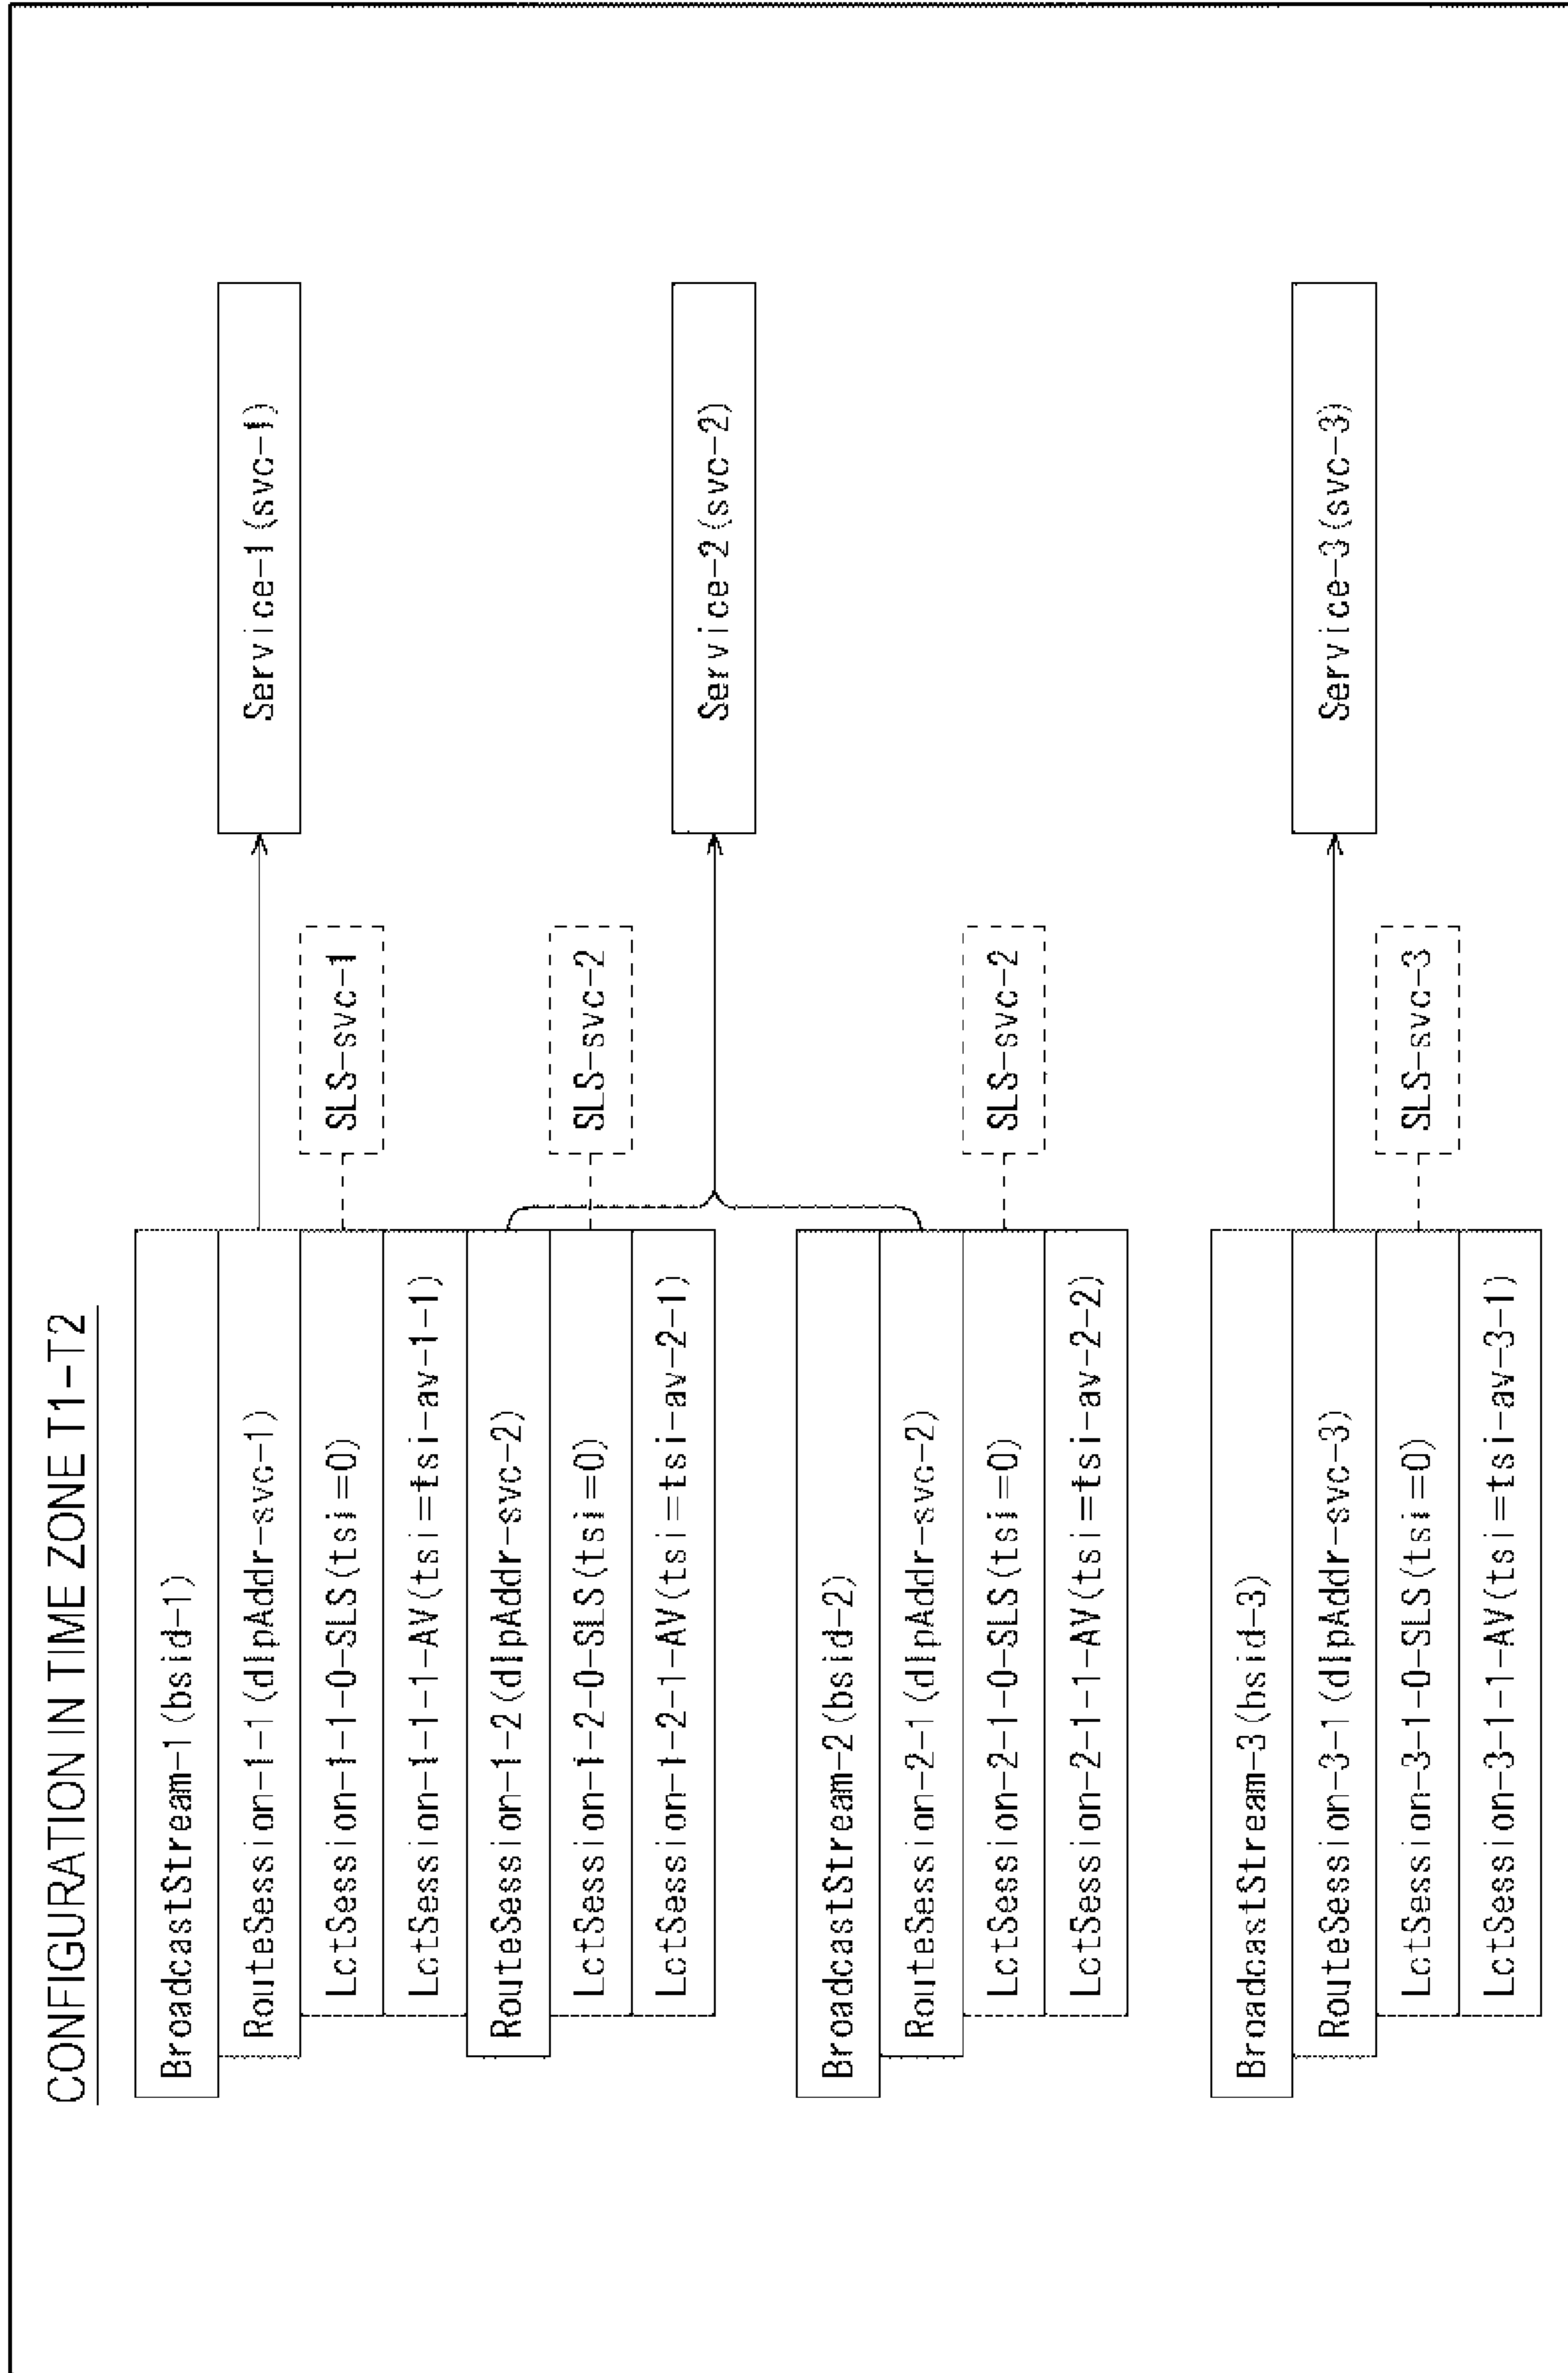 CONFIGURATION IN TIME ZONE T1-T2
BroadcastStream-1(bsid-1)
RouteSession-1-1(dIpAddr-svc-1)
Service-1(svc-1)
LctSession-1-1-0-SLS(tsi=0)
SLS-svc-1
LctSession-1-1-1-AV(tsi=tsi-av-1-1)
RouteSession-1-2(dIpAddr-svc-2)
LctSession-1-2-0-SLS(tsi=0)
SLS-svc-2
LctSession-1-2-1-AV(tsi=tsi-av-2-1)
Service-2(svc-2)
BroadcastStream-2(bsid-2)
RouteSession-2-1(dIpAddr-svc-2)
LctSession-2-1-0-SLS(tsi=0)
SLS-svc-2
LctSession-2-1-1-AV(tsi=tsi-av-2-2)
BroadcastStream-3(bsid-3)
RouteSession-3-1(dIpAddr-svc-3)
Service-3(svc-3)
LctSession-3-1-0-SLS(tsi=0)
SLS-svc-3
LctSession-3-1-1-AV(tsi=tsi-av-3-1)